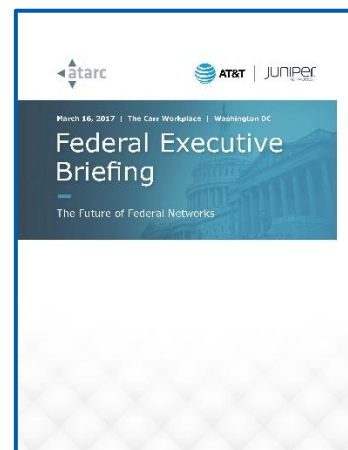 atarc
AT&T | JUNIPER
NETWORKS
March 16, 2017 | The Carr Workplace | Washington DC
Federal Executive
Briefing
The Future of Federal Networks